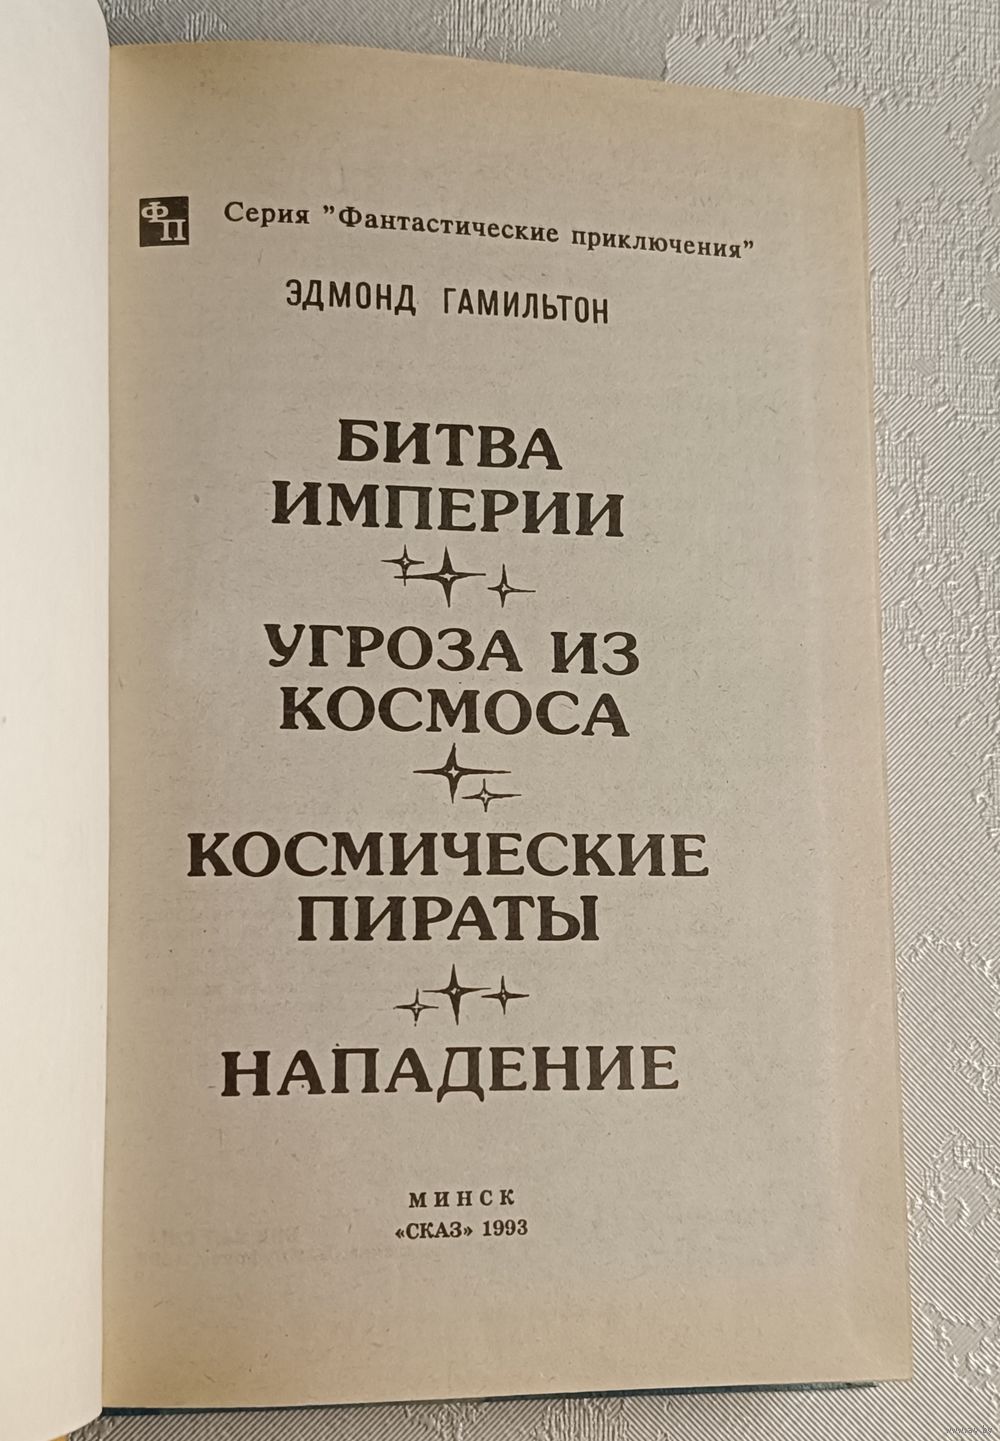 ФП
Серия "Фантастические приключения"
ЭДМОНД ГАМИЛЬТОН
БИТВА
ИМПЕРИИ
УГРОЗА ИЗ
КОСМОСА
КОСМИЧЕСКИЕ
ПИРАТЫ
НАПАДЕНИЕ
МИНСК
«СКАЗ» 1993